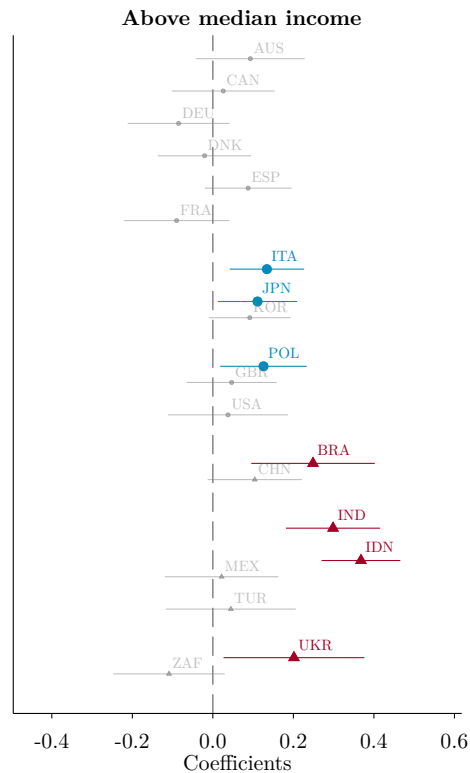 Above median income
AUS
CAN
DEU
DNK
ESP
FRA
ITA
JPN
KOR
POL
GBR
USA
BRA
CHN
IND
IDN
MEX
TUR
UKR
ZAF
-0.4 -0.2 0.0 0.2 0.4 0.6
Coefficients